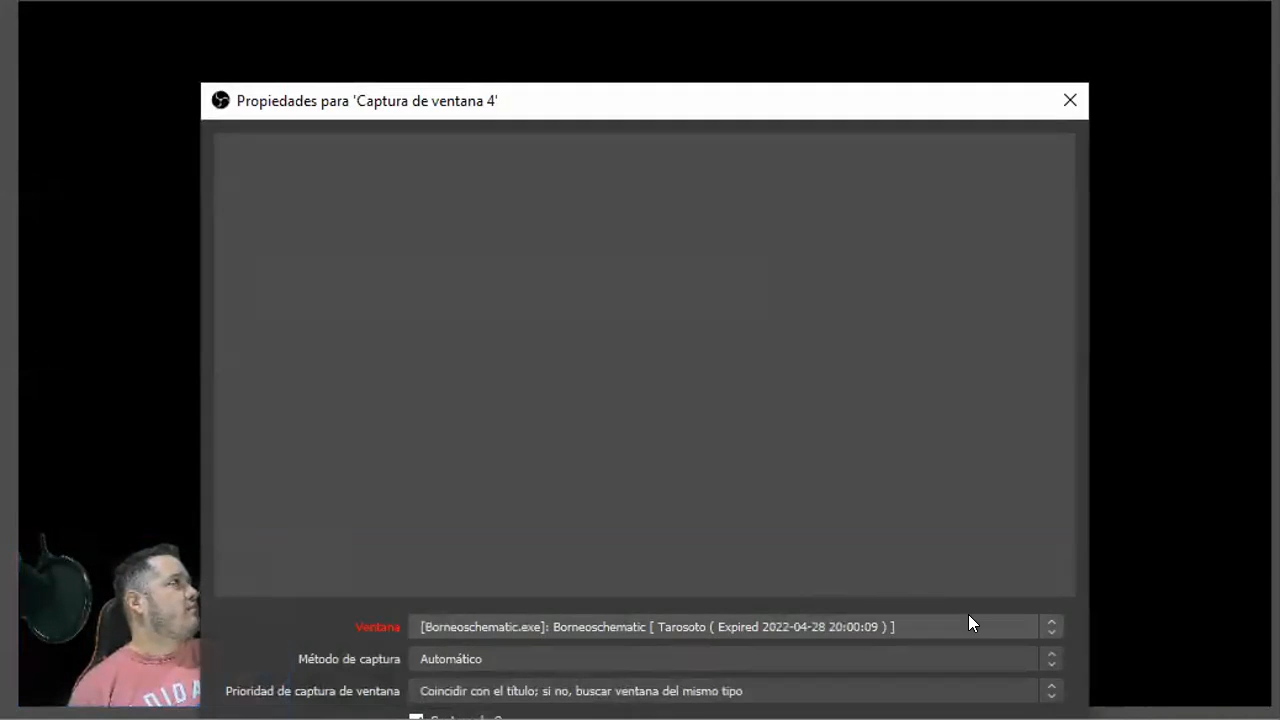 Propiedades para 'Captura de ventana 4'
Ventana
[Borneoschematic.exe]: Borneoschematic [ Tarosoto ( Expired 2022-04-28 20:00:09 ) ]
Método de captura
Automático
Prioridad de captura de ventana
Coincidir con el título; si no, buscar ventana del mismo tipo